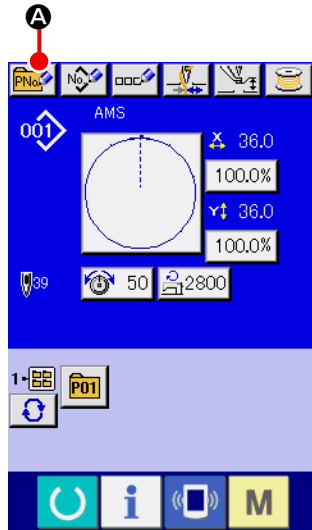 A
PNo. No.
AMS
001
X 36.0
100.0%
Y 36.0
100.0%
39 50 2800
1
P01
i M